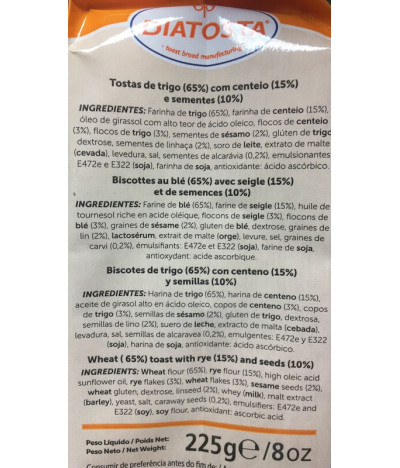 DIATOSTA
toast bread manufacturing
Tostas de trigo (65%) com centeio (15%)
e sementes (10%)
INGREDIENTES: Farinha de trigo (65%), farinha de centeio (15%),
óleo de girassol com alto teor de ácido oleico, flocos de centeio
(3%), flocos de trigo (3%), sementes de sésamo (2%), glúten de trigo,
dextrose, sementes de linhaça (2%), soro de leite, extrato de malte
(cevada), levedura, sal, sementes de alcarávia (0,2%), emulsionantes
E472e e E322 (soja), farinha de soja, antioxidante: ácido ascórbico.
Biscottes au blé (65%) avec seigle (15%)
et de semences (10%)
INGREDIENTES: Farine de blé (65%), farine de seigle (15%), huile de
tournesol riche en acide oléique, flocons de seigle (3%), flocons de
blé (3%), graines de sésame (2%), gluten de blé, dextrose, graines de
lin (2%), lactosérum, extrait de malte (orge), levure, sel, graines de
carvi (0,2%), émulsifiants: E472e et E322 (soja), farine de soja,
antioxydant: acide ascorbique.
Biscotes de trigo (65%) con centeno (15%)
y semillas (10%)
INGREDIENTES: Harina de trigo (65%), harina de centeno (15%),
aceite de girasol alto en ácido oleico, copos de centeno (3%), copos
de trigo (3%), semillas de sésamo (2%), gluten de trigo, dextrosa,
semillas de lino (2%), suero de leche, extracto de malta (cebada),
levadura, sal, semillas de alcaravea (0,2%), emulgentes: E472e y E322
(soja), harina de soja, antioxidante: ácido ascórbico.
Wheat ( 65%) toast with rye (15%) and seeds (10%)
INGREDIENTS: Wheat flour (65%), rye flour (15%), high oleic acid
sunflower oil, rye flakes (3%), wheat flakes (3%), sesame seeds (2%),
wheat gluten, dextrose, linseed (2%), whey (milk), malt extract
(barley), yeast, salt, caraway seeds (0,2%), emulsifiers: E472e and
E322 (soy), soy flour, antioxidant: ascorbic acid.
Peso Líquido / Poids Net:
Peso Neto / Net Weight:
225g℮/8oz
Consumir de preferência antes do fim de: